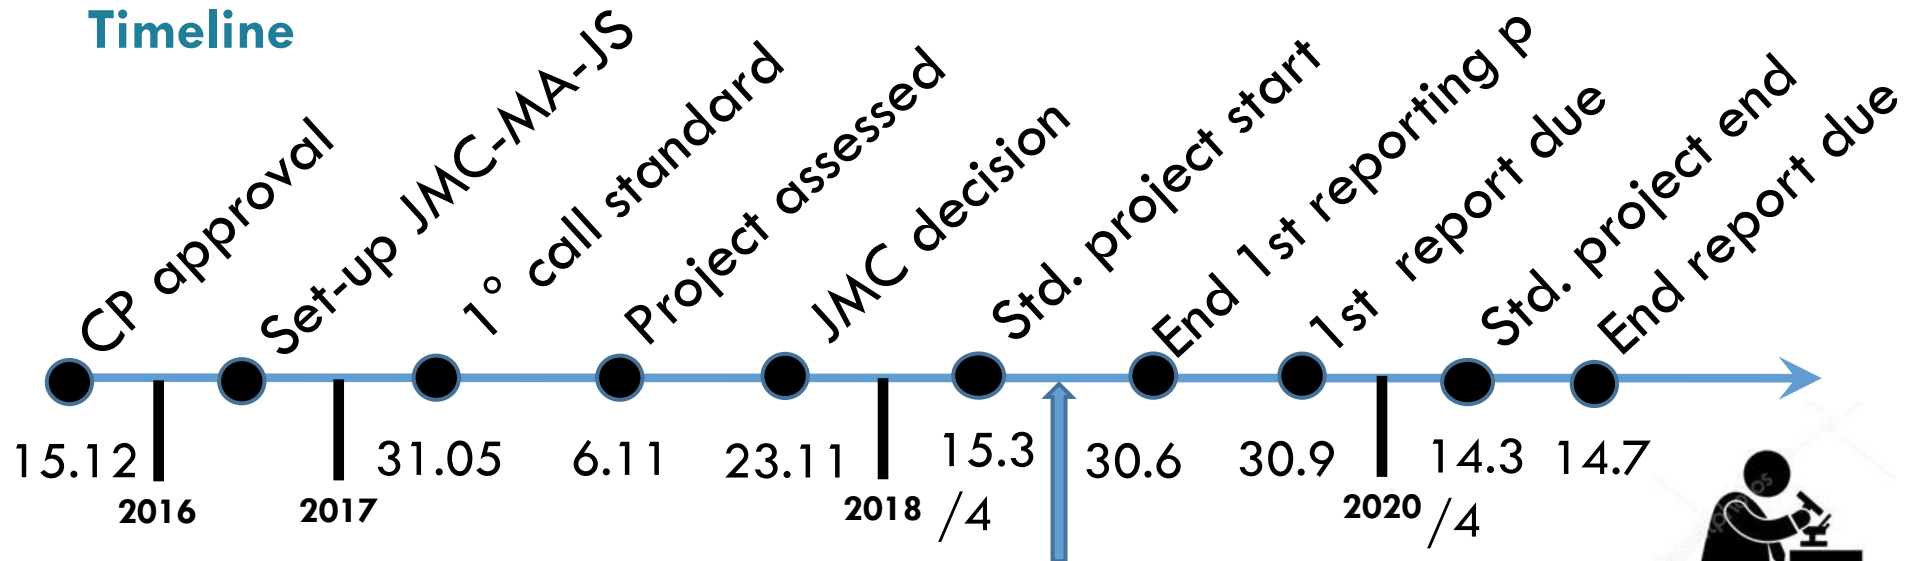 Timeline
CP approval
Set-up JMC-MA-JS
1° call standard
Project assessed
JMC decision
Std. project start
End 1st reporting p
1st report due
Std. project end
End report due
15.12
31.05
6.11
23.11
15.3
/4
30.6
30.9
14.3
/4
14.7
2016
2017
2018
2020